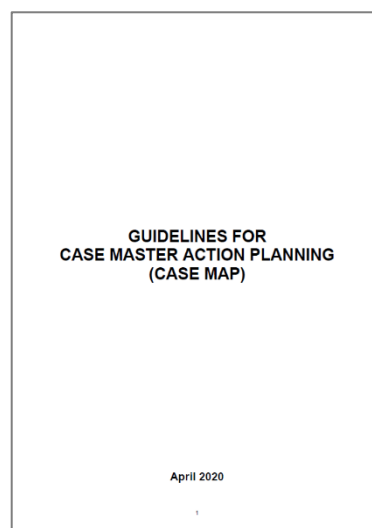 GUIDELINES FOR
CASE MASTER ACTION PLANNING
(CASE MAP)
April 2020
1